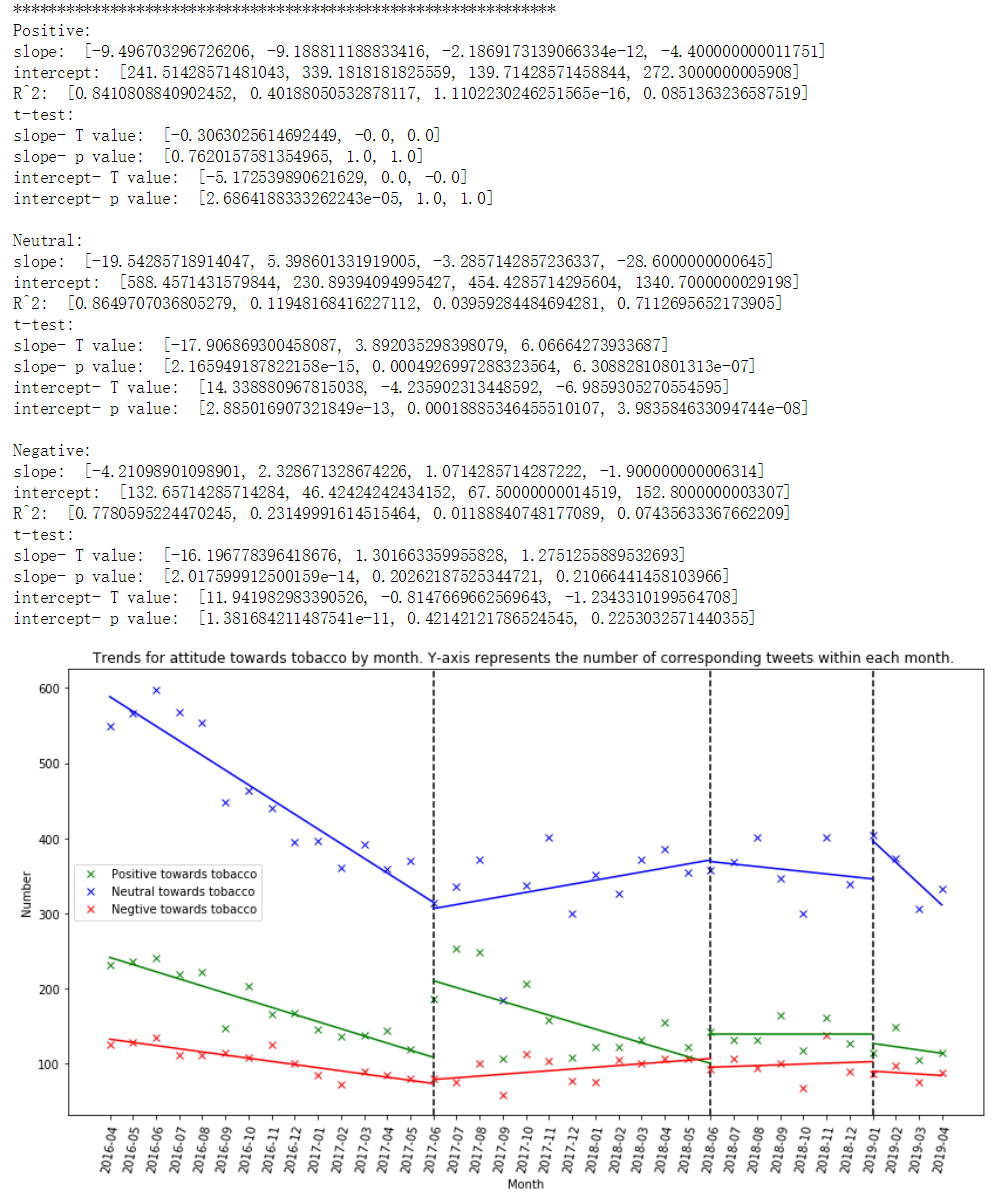 **************************************************************
Positive:
slope:  [-9.496703296726206, -9.188811188833416, -2.1869173139066334e-12, -4.400000000011751]
intercept:  [241.51428571481043, 339.1818181825559, 139.71428571458844, 272.3000000005908]
R^2:  [0.8410808840902452, 0.40188050532878117, 1.1102230246251565e-16, 0.0851363236587519]
t-test:
slope- T value:  [-0.3063025614692449, -0.0, 0.0]
slope- p value:  [0.7620157581354965, 1.0, 1.0]
intercept- T value:  [-5.172539890621629, 0.0, -0.0]
intercept- p value:  [2.6864188333262243e-05, 1.0, 1.0]
Neutral:
slope:  [-19.54285718914047, 5.398601331919005, -3.2857142857236337, -28.6000000000645]
intercept:  [588.4571431579844, 230.89394094995427, 454.4285714295604, 1340.7000000029198]
R^2:  [0.8649707036805279, 0.11948168416227112, 0.03959284484694281, 0.7112695652173905]
t-test:
slope- T value:  [-17.906869300458087, 3.892035298398079, 6.06664273933687]
slope- p value:  [2.165949187822158e-15, 0.0004926997288323564, 6.30882810801313e-07]
intercept- T value:  [14.338880967815038, -4.235902313448592, -6.9859305270554595]
intercept- p value:  [2.885016907321849e-13, 0.00018885346455510107, 3.983584633094744e-08]
Negative:
slope:  [-4.21098901098901, 2.328671328674226, 1.0714285714287222, -1.900000000006314]
intercept:  [132.65714285714284, 46.42424242434152, 67.50000000014519, 152.8000000003307]
R^2:  [0.7780595224470245, 0.23149991614515464, 0.01188840748177089, 0.07435633367662209]
t-test:
slope- T value:  [-16.196778396418676, 1.301663359955828, 1.2751255889532693]
slope- p value:  [2.017599912500159e-14, 0.20262187525344721, 0.21066441458103966]
intercept- T value:  [11.941982983390526, -0.8147669662569643, -1.2343310199564708]
intercept- p value:  [1.381684211487541e-11, 0.42142121786524545, 0.2253032571440355]
Trends for attitude towards tobacco by month. Y-axis represents the number of corresponding tweets within each month.
600
500
400
300
200
100
Number
Positive towards tobacco
Neutral towards tobacco
Negtive towards tobacco
2016-04
2016-05
2016-06
2016-07
2016-08
2016-09
2016-10
2016-11
2016-12
2017-01
2017-02
2017-03
2017-04
2017-05
2017-06
2017-07
2017-08
2017-09
2017-10
2017-11
2017-12
2018-01
2018-02
2018-03
2018-04
2018-05
2018-06
2018-07
2018-08
2018-09
2018-10
2018-11
2018-12
2019-01
2019-02
2019-03
2019-04
Month